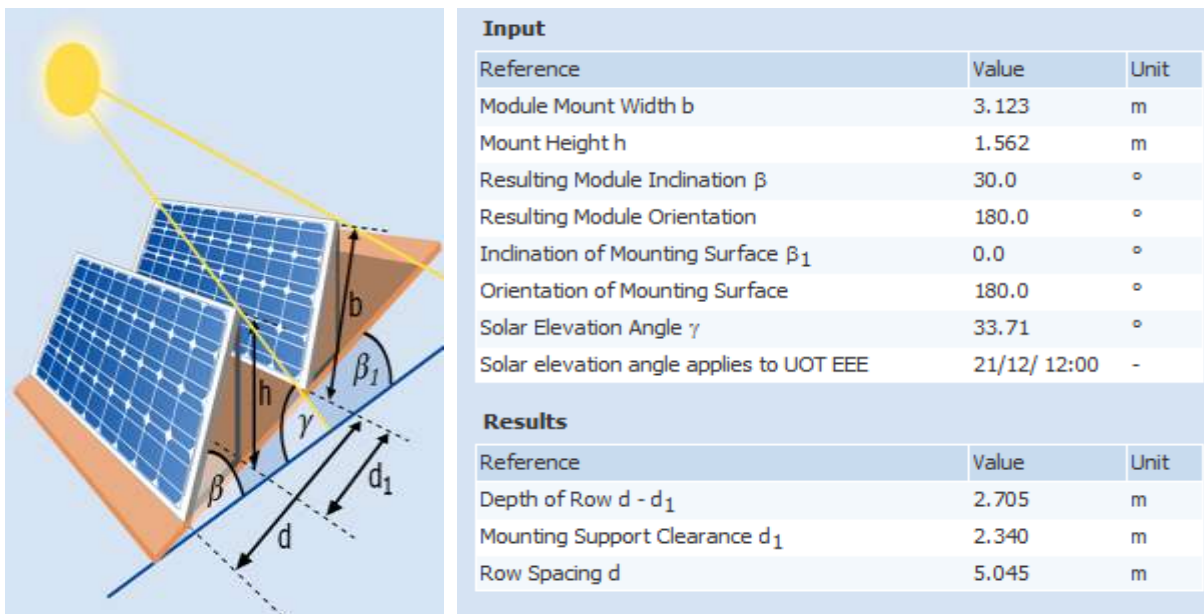 b
h
β1
γ
β
d1
d
Input
Reference Value Unit
Module Mount Width b 3.123 m
Mount Height h 1.562 m
Resulting Module Inclination β 30.0 °
Resulting Module Orientation 180.0 °
Inclination of Mounting Surface β1 0.0 °
Orientation of Mounting Surface 180.0 °
Solar Elevation Angle γ 33.71 °
Solar elevation angle applies to UOT EEE 21/12/ 12:00 -
Results
Reference Value Unit
Depth of Row d - d1 2.705 m
Mounting Support Clearance d1 2.340 m
Row Spacing d 5.045 m